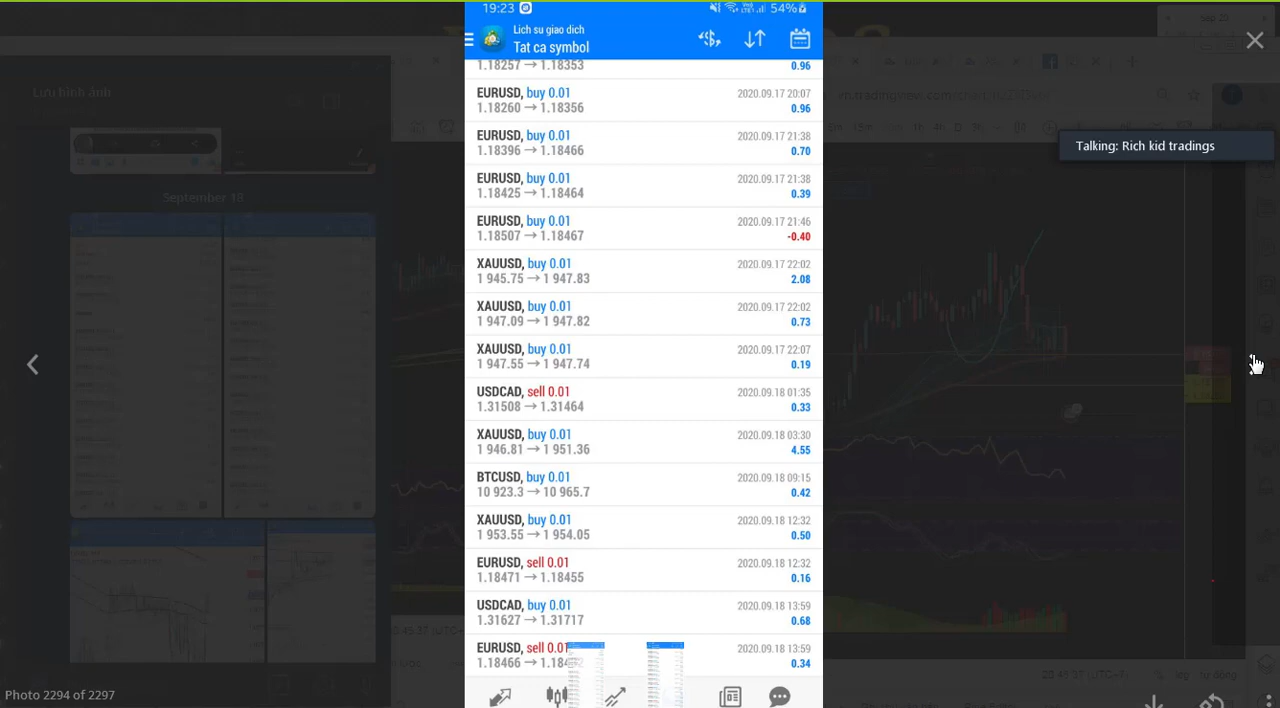 19:23
54%
Sep 20
Lich su giao dich
Tat ca symbol
1.18257 → 1.18353
0.96
EURUSD, buy 0.01
2020.09.17 20:07
1.18260 → 1.18356
0.96
EURUSD, buy 0.01
2020.09.17 21:38
1.18396 → 1.18466
0.70
EURUSD, buy 0.01
2020.09.17 21:38
1.18425 → 1.18464
0.39
EURUSD, buy 0.01
2020.09.17 21:46
1.18507 → 1.18467
-0.40
XAUUSD, buy 0.01
2020.09.17 22:02
1 945.75 → 1 947.83
2.08
XAUUSD, buy 0.01
2020.09.17 22:02
1 947.09 → 1 947.82
0.73
XAUUSD, buy 0.01
2020.09.17 22:07
1 947.55 → 1 947.74
0.19
USDCAD, sell 0.01
2020.09.18 01:35
1.31508 → 1.31464
0.33
XAUUSD, buy 0.01
2020.09.18 03:30
1 946.81 → 1 951.36
4.55
BTCUSD, buy 0.01
2020.09.18 09:15
10 923.3 → 10 965.7
0.42
XAUUSD, buy 0.01
2020.09.18 12:32
1 953.55 → 1 954.05
0.50
EURUSD, sell 0.01
2020.09.18 12:32
1.18471 → 1.18455
0.16
USDCAD, buy 0.01
2020.09.18 13:59
1.31627 → 1.31717
0.68
EURUSD, sell 0.01
2020.09.18 13:59
1.18466 → 1.184
0.34
Talking: Rich kid tradings
Lưu hình ảnh
September 18
Photo 2294 of 2297